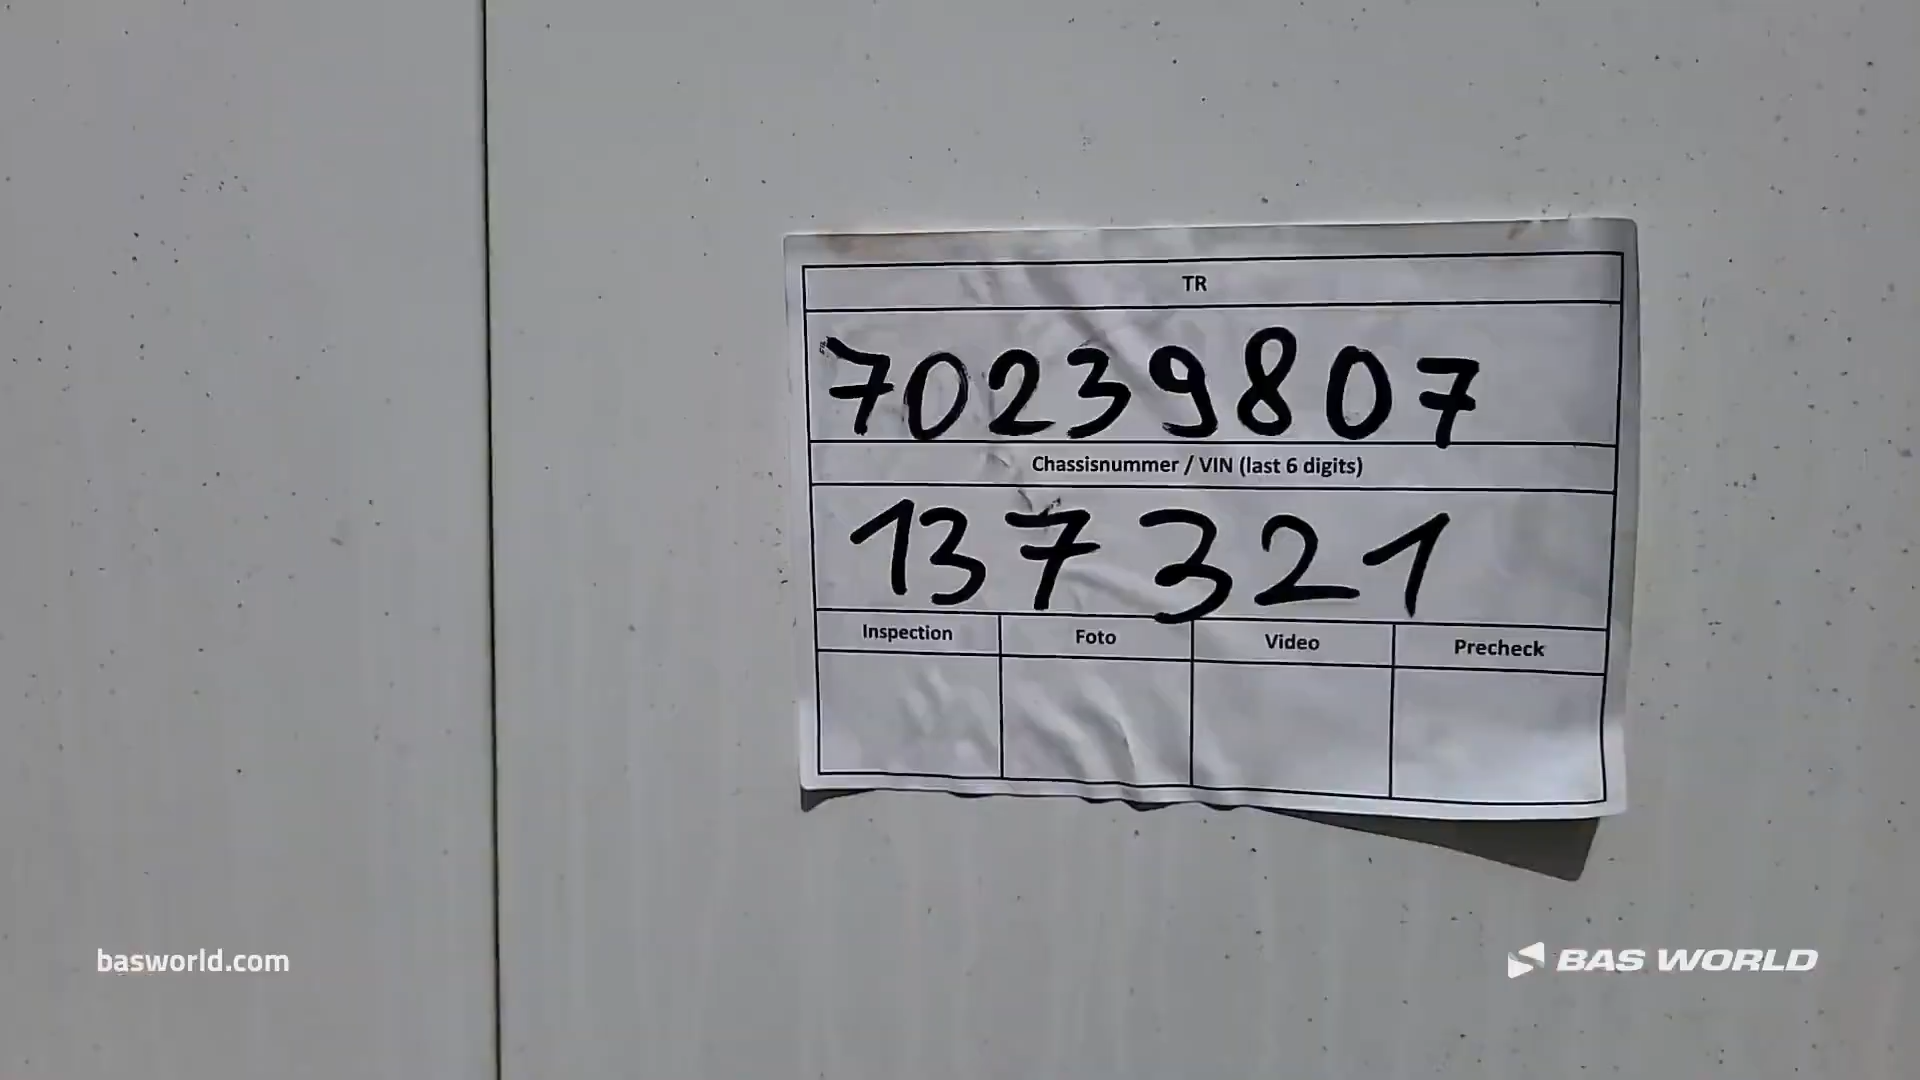 TR
70239807
Chassisnummer / VIN (last 6 digits)
137321
Inspection Foto Video Precheck
basworld.com
BAS WORLD